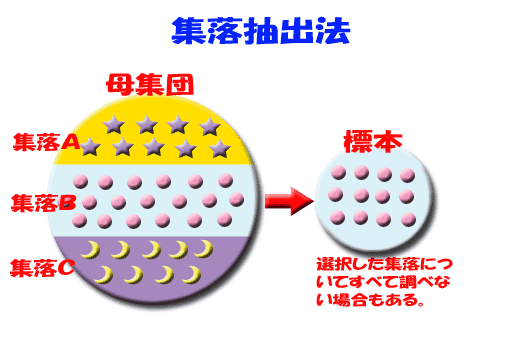 集落抽出法
母集団
集落A
集落B
集落C
標本
選択した集落につ
いてすべて調べな
い場合もある。